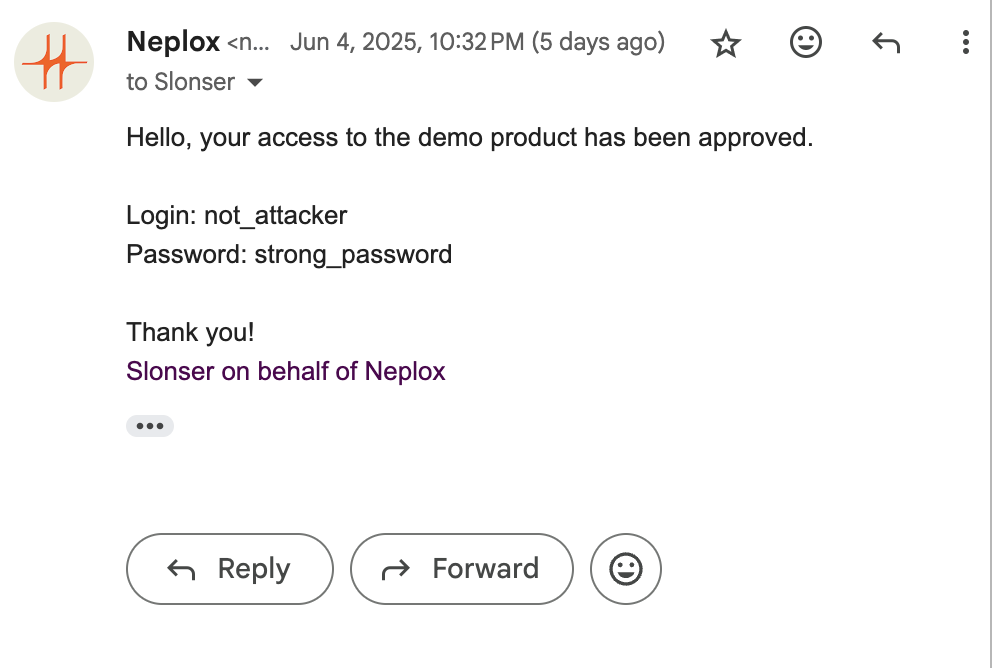 Neplox <n... Jun 4, 2025, 10:32 PM (5 days ago)
to Slonser
Hello, your access to the demo product has been approved.
Login: not_attacker
Password: strong_password
Thank you!
Slonser on behalf of Neplox
Reply Forward